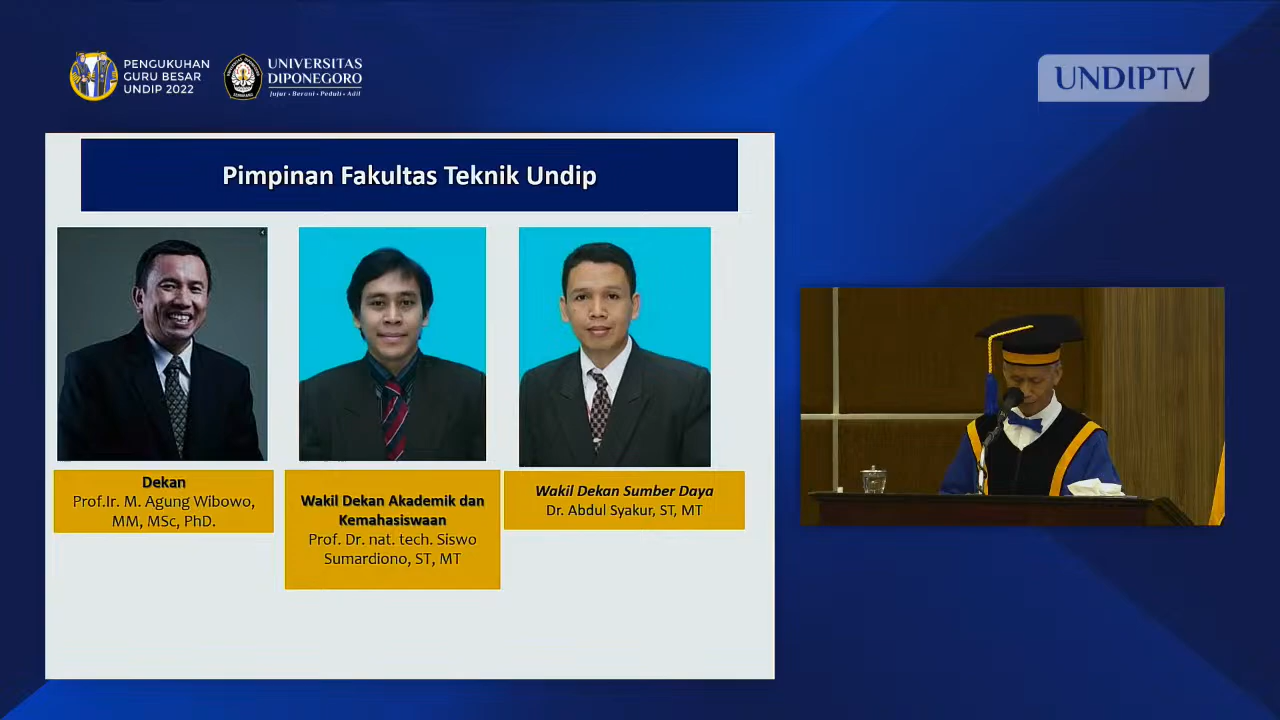 PENGUKUHAN
GURU BESAR
UNDIP 2022
UNIVERSITAS
DIPONEGORO
Jujur • Berani • Peduli • Adil
UNDIPTV
Pimpinan Fakultas Teknik Undip
Dekan
Prof.Ir. M. Agung Wibowo,
MM, MSc, PhD.
Wakil Dekan Akademik dan
Kemahasiswaan
Prof. Dr. nat. tech. Siswo
Sumardiono, ST, MT
Wakil Dekan Sumber Daya
Dr. Abdul Syakur, ST, MT